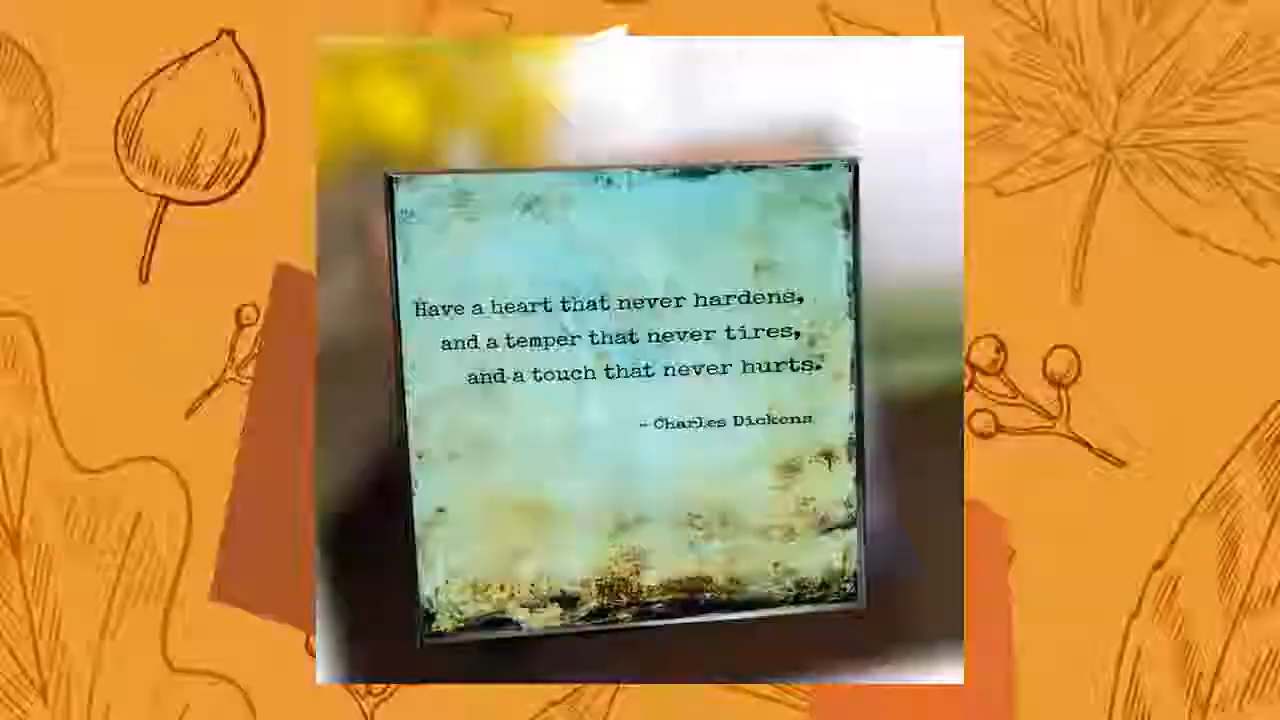 Have a heart that never hardens,
and a temper that never tires,
and a touch that never hurts.
- Charles Dickens